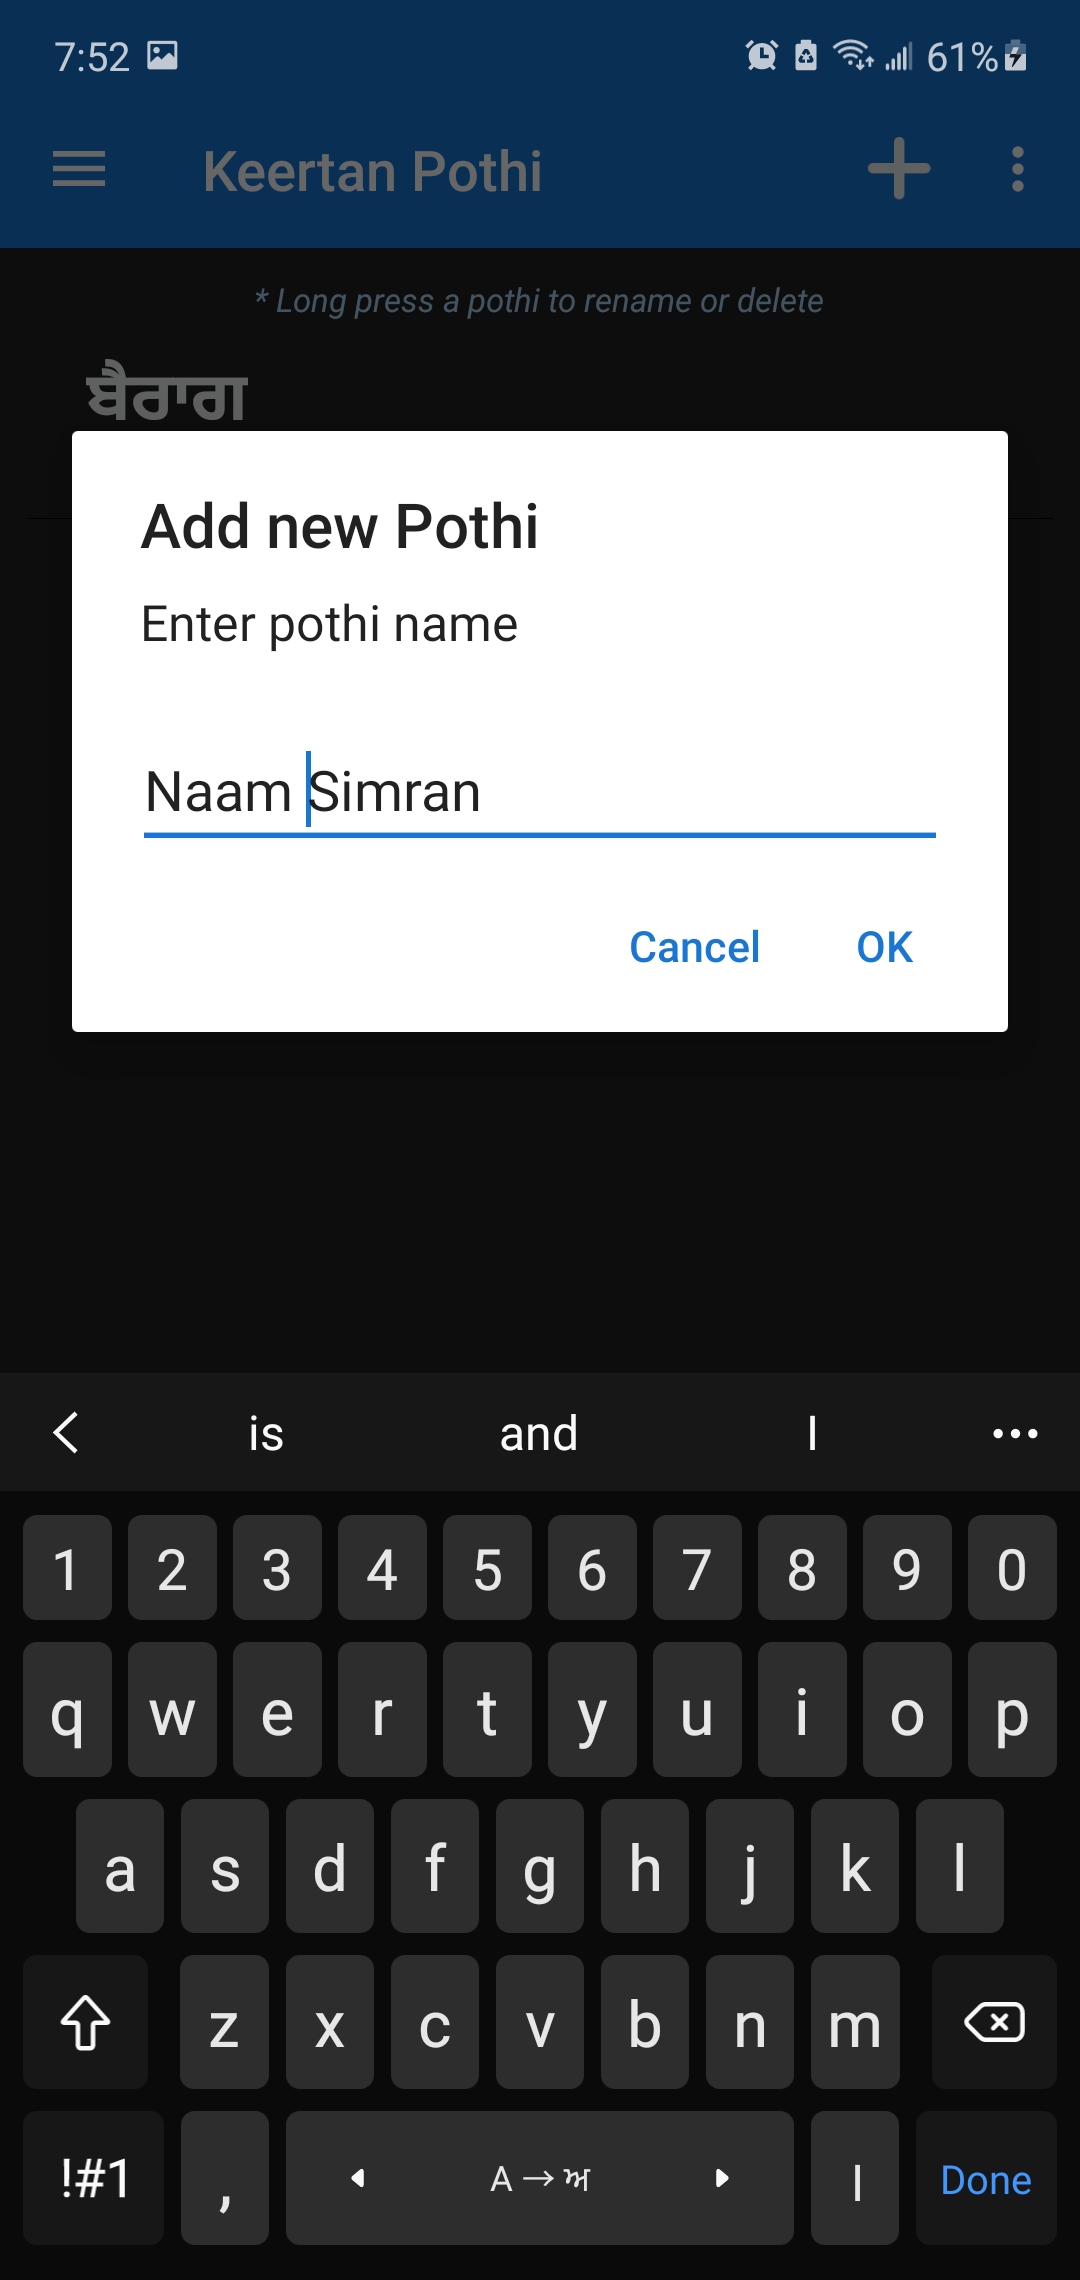 7:52 61%
Keertan Pothi
* Long press a pothi to rename or delete
ਬੈਰਾਗ
Add new Pothi
Enter pothi name
Naam Simran
Cancel OK
is and I
1 2 3 4 5 6 7 8 9 0
q w e r t y u i o p
a s d f g h j k l
z x c v b n m
!#1 , A → ਅ । Done